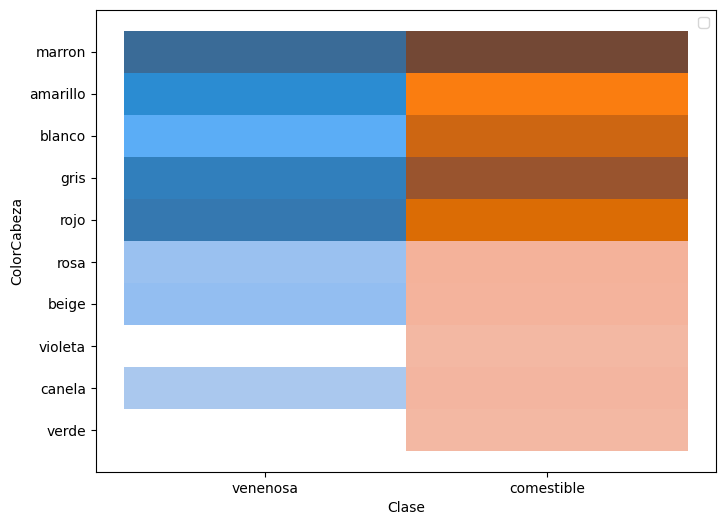 marron
amarillo
blanco
gris
rojo
rosa
beige
violeta
canela
verde
ColorCabeza
venenosa comestible
Clase